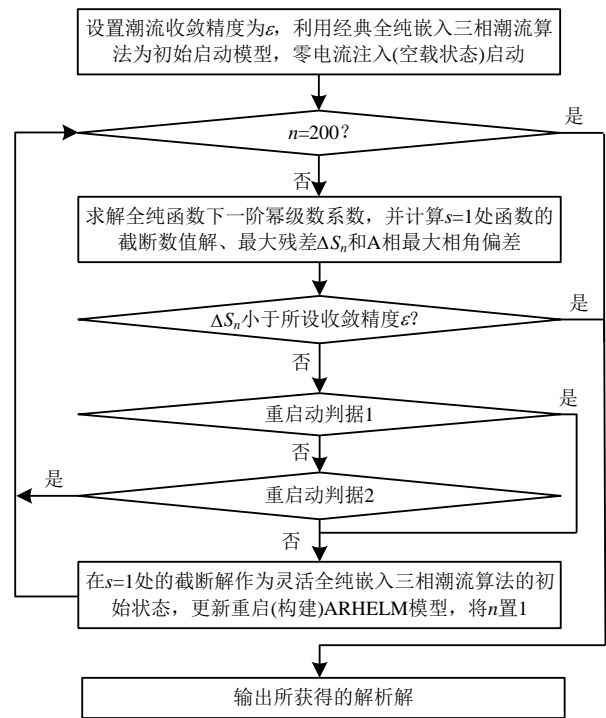 设置潮流收敛精度为ε，利用经典全纯嵌入三相潮流算
法为初始启动模型，零电流注入(空载状态)启动
是
n=200？
否
求解全纯函数下一阶幂级数系数，并计算s=1处函数的
截断数值解、最大残差ΔSn和A相最大相角偏差
是
ΔSn小于所设收敛精度ε？
否
是
重启动判据1
否
是
重启动判据2
否
在s=1处的截断解作为灵活全纯嵌入三相潮流算法的初
始状态，更新重启(构建)ARHELM模型，将n置1
输出所获得的解析解